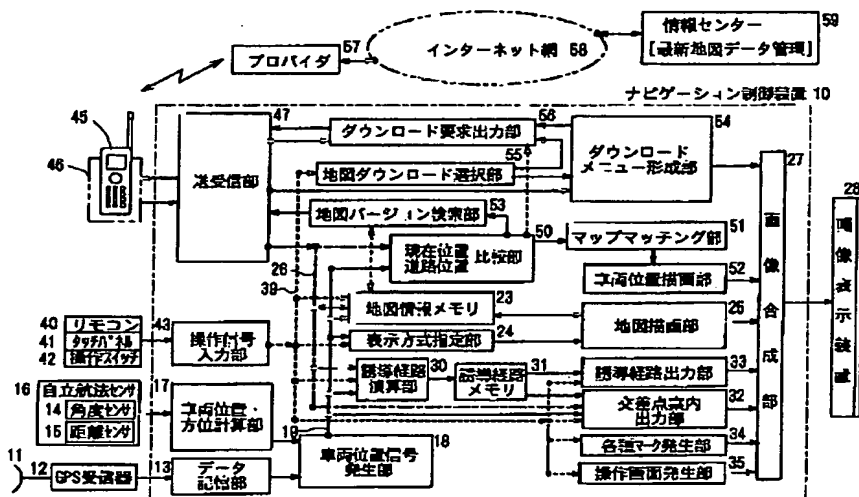 59
情報センター
[最新地図データ管理]
57
プロバイダ
インターネット網 58
ナビゲーション制御装置 10
45
46
47
送受信部
56
ダウンロード要求出力部
55
地図ダウンロード選択部
54
ダウンロード
メニュー形成部
27
画像合成部
28
画像表示装置
53
地図バージョン検索部
50
現在位置
道路位置
比較部
51
マップマッチング部
52
車両位置描画部
26
39
23
地図情報メモリ
25
地図描画部
24
表示方式指定部
40 リモコン
41 タッチパネル
42 操作スイッチ
43
操作信号
入力部
30
誘導経路
演算部
31
誘導経路
メモリ
33
誘導経路出力部
32
交差点案内
出力部
34
各種マーク発生部
35
操作画面発生部
16
自立航法センサ
14 角度センサ
15 距離センサ
17
車両位置・
方位計算部
19
18
車両位置信号
発生部
11
12
GPS受信器
13
データ
記憶部